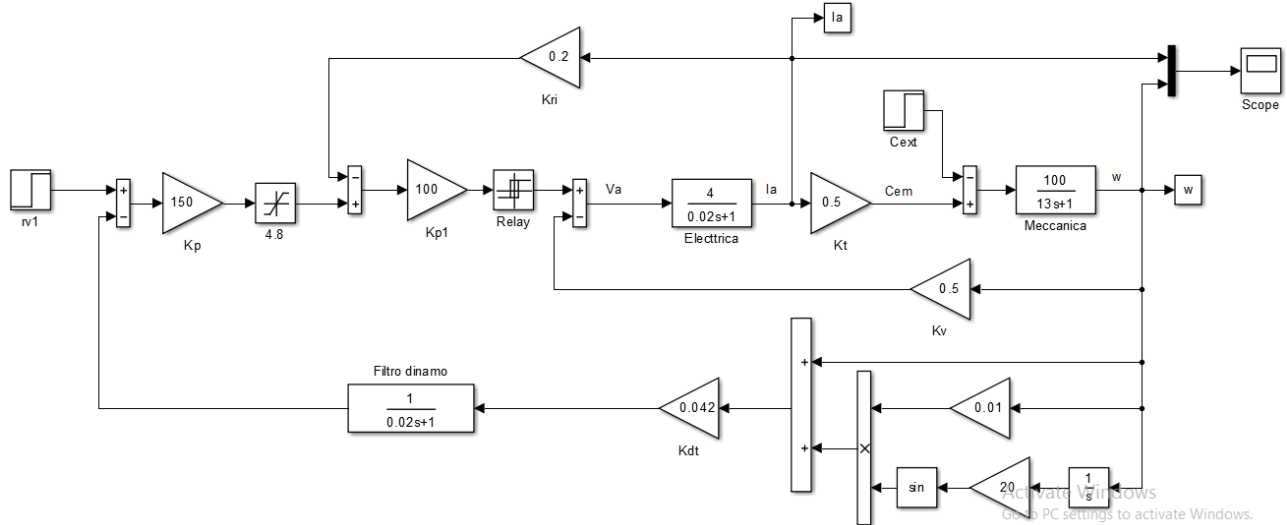 Ia
0.2
Kri
Scope
Cext
rv1
+
−
150
Kp
4.8
−
+
100
Kp1
Relay
+
−
Va
4
0.02s+1
Electtrica
Ia
0.5
Kt
Cem
−
+
100
13s+1
Meccanica
w
w
0.5
Kv
Filtro dinamo
1
0.02s+1
0.042
Kdt
+
+
×
0.01
sin
20
1
s
Activate Windows
Go to PC settings to activate Windows.